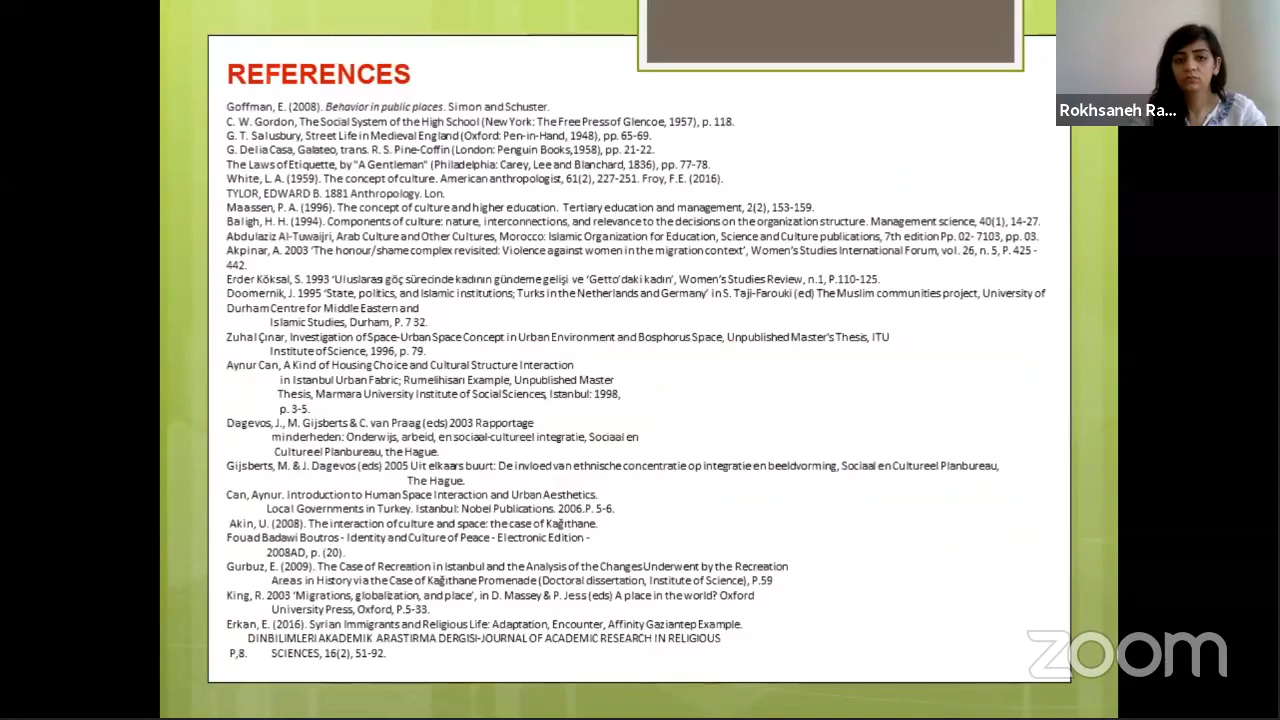 REFERENCES
Goffman, E. (2008). Behavior in public places. Simon and Schuster.
C. W. Gordon, The Social System of the High School (New York: The Free Press of Glencoe, 1957), p. 118.
G. T. Salusbury, Street Life in Medieval England (Oxford: Pen-in-Hand, 1948), pp. 65-69.
G. Delia Casa, Galateo, trans. R. S. Pine-Coffin (London: Penguin Books,1958), pp. 21-22.
The Laws of Etiquette, by "A Gentleman" (Philadelphia: Carey, Lee and Blanchard, 1836), pp. 77-78.
White, L. A. (1959). The concept of culture. American anthropologist, 61(2), 227-251. Froy, F.E. (2016).
TYLOR, EDWARD B. 1881 Anthropology. Lon.
Maassen, P. A. (1996). The concept of culture and higher education. Tertiary education and management, 2(2), 153-159.
Baligh, H. H. (1994). Components of culture: nature, interconnections, and relevance to the decisions on the organization structure. Management science, 40(1), 14-27.
Abdulaziz Al-Tuwaijri, Arab Culture and Other Cultures, Morocco: Islamic Organization for Education, Science and Culture publications, 7th edition Pp. 02- 7103, pp. 03.
Akpinar, A. 2003 'The honour/shame complex revisited: Violence against women in the migration context', Women's Studies International Forum, vol. 26, n. 5, P. 425 -
442.
Erder Köksal, S. 1993 'Uluslarası göç sürecinde kadının gündeme gelişi ve 'Getto'daki kadın', Women's Studies Review, n.1, P.110-125.
Doomernik, J. 1995 'State, politics, and Islamic institutions; Turks in the Netherlands and Germany' in S. Taji-Farouki (ed) The Muslim communities project, University of
Durham Centre for Middle Eastern and
Islamic Studies, Durham, P. 7 32.
Zuhal Çınar, Investigation of Space-Urban Space Concept in Urban Environment and Bosphorus Space, Unpublished Master's Thesis, ITU
Institute of Science, 1996, p. 79.
Aynur Can, A Kind of Housing Choice and Cultural Structure Interaction
in Istanbul Urban Fabric; Rumelihisarı Example, Unpublished Master
Thesis, Marmara University Institute of Social Sciences, Istanbul: 1998,
p. 3-5.
Dagevos, J., M. Gijsberts & C. van Praag (eds) 2003 Rapportage
minderheden: Onderwijs, arbeid, en sociaal-cultureel integratie, Sociaal en
Cultureel Planbureau, the Hague.
Gijsberts, M. & J. Dagevos (eds) 2005 Uit elkaars buurt: De invloed van ethnische concentratie op integratie en beeldvorming, Sociaal en Cultureel Planbureau,
The Hague.
Can, Aynur. Introduction to Human Space Interaction and Urban Aesthetics.
Local Governments in Turkey. Istanbul: Nobel Publications. 2006.P. 5-6.
Akin, U. (2008). The interaction of culture and space: the case of Kağıthane.
Fouad Badawi Boutros - Identity and Culture of Peace - Electronic Edition -
2008AD, p. (20).
Gurbuz, E. (2009). The Case of Recreation in Istanbul and the Analysis of the Changes Underwent by the Recreation
Areas in History via the Case of Kağıthane Promenade (Doctoral dissertation, Institute of Science), P.59
King, R. 2003 'Migrations, globalization, and place', in D. Massey & P. Jess (eds) A place in the world? Oxford
University Press, Oxford, P.5-33.
Erkan, E. (2016). Syrian Immigrants and Religious Life: Adaptation, Encounter, Affinity Gaziantep Example.
DINBILIMLERI AKADEMIK ARASTIRMA DERGISI-JOURNAL OF ACADEMIC RESEARCH IN RELIGIOUS
P,8. SCIENCES, 16(2), 51-92.
Rokhsaneh Ra...
zoom